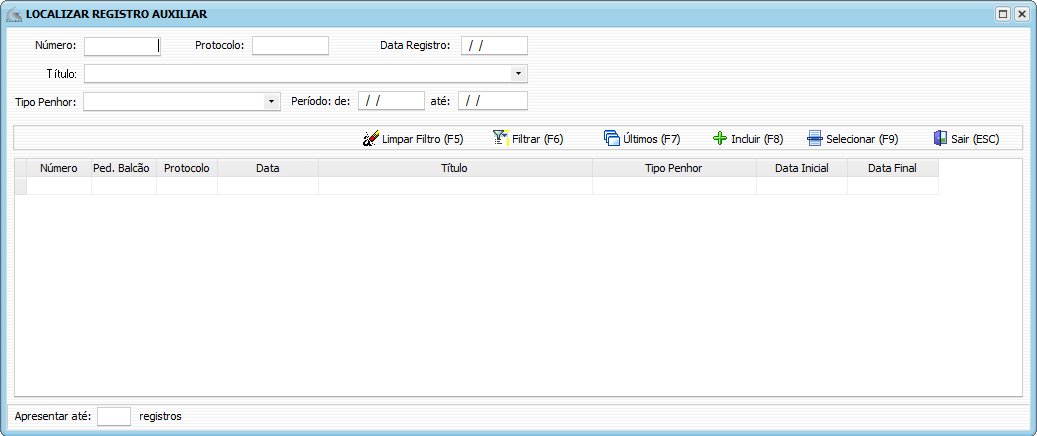 LOCALIZAR REGISTRO AUXILIAR
Número: Protocolo: Data Registro: / /
Título:
Tipo Penhor: Período: de: / / até: / /
Limpar Filtro (F5) Filtrar (F6) Últimos (F7) Incluir (F8) Selecionar (F9) Sair (ESC)
Número Ped. Balcão Protocolo Data Título Tipo Penhor Data Inicial Data Final
Apresentar até: registros